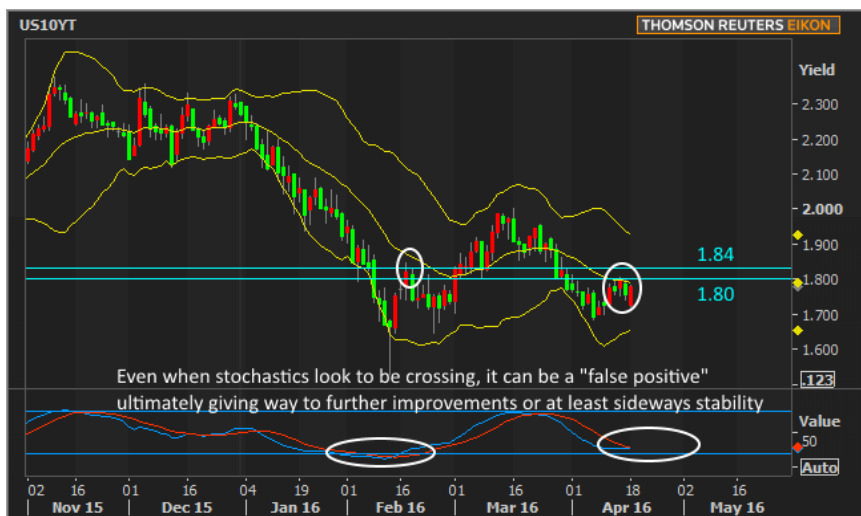 US10YT
THOMSON REUTERS EIKON
Yield
2.300
2.200
2.100
2.000
1.900
1.84
1.800
1.80
1.700
1.600
.123
Even when stochastics look to be crossing, it can be a "false positive"
ultimately giving way to further improvements or at least sideways stability
Value
50
Auto
02 16 01 16 04 19 01 16 01 16 01 18 02 16
Nov 15 Dec 15 Jan 16 Feb 16 Mar 16 Apr 16 May 16